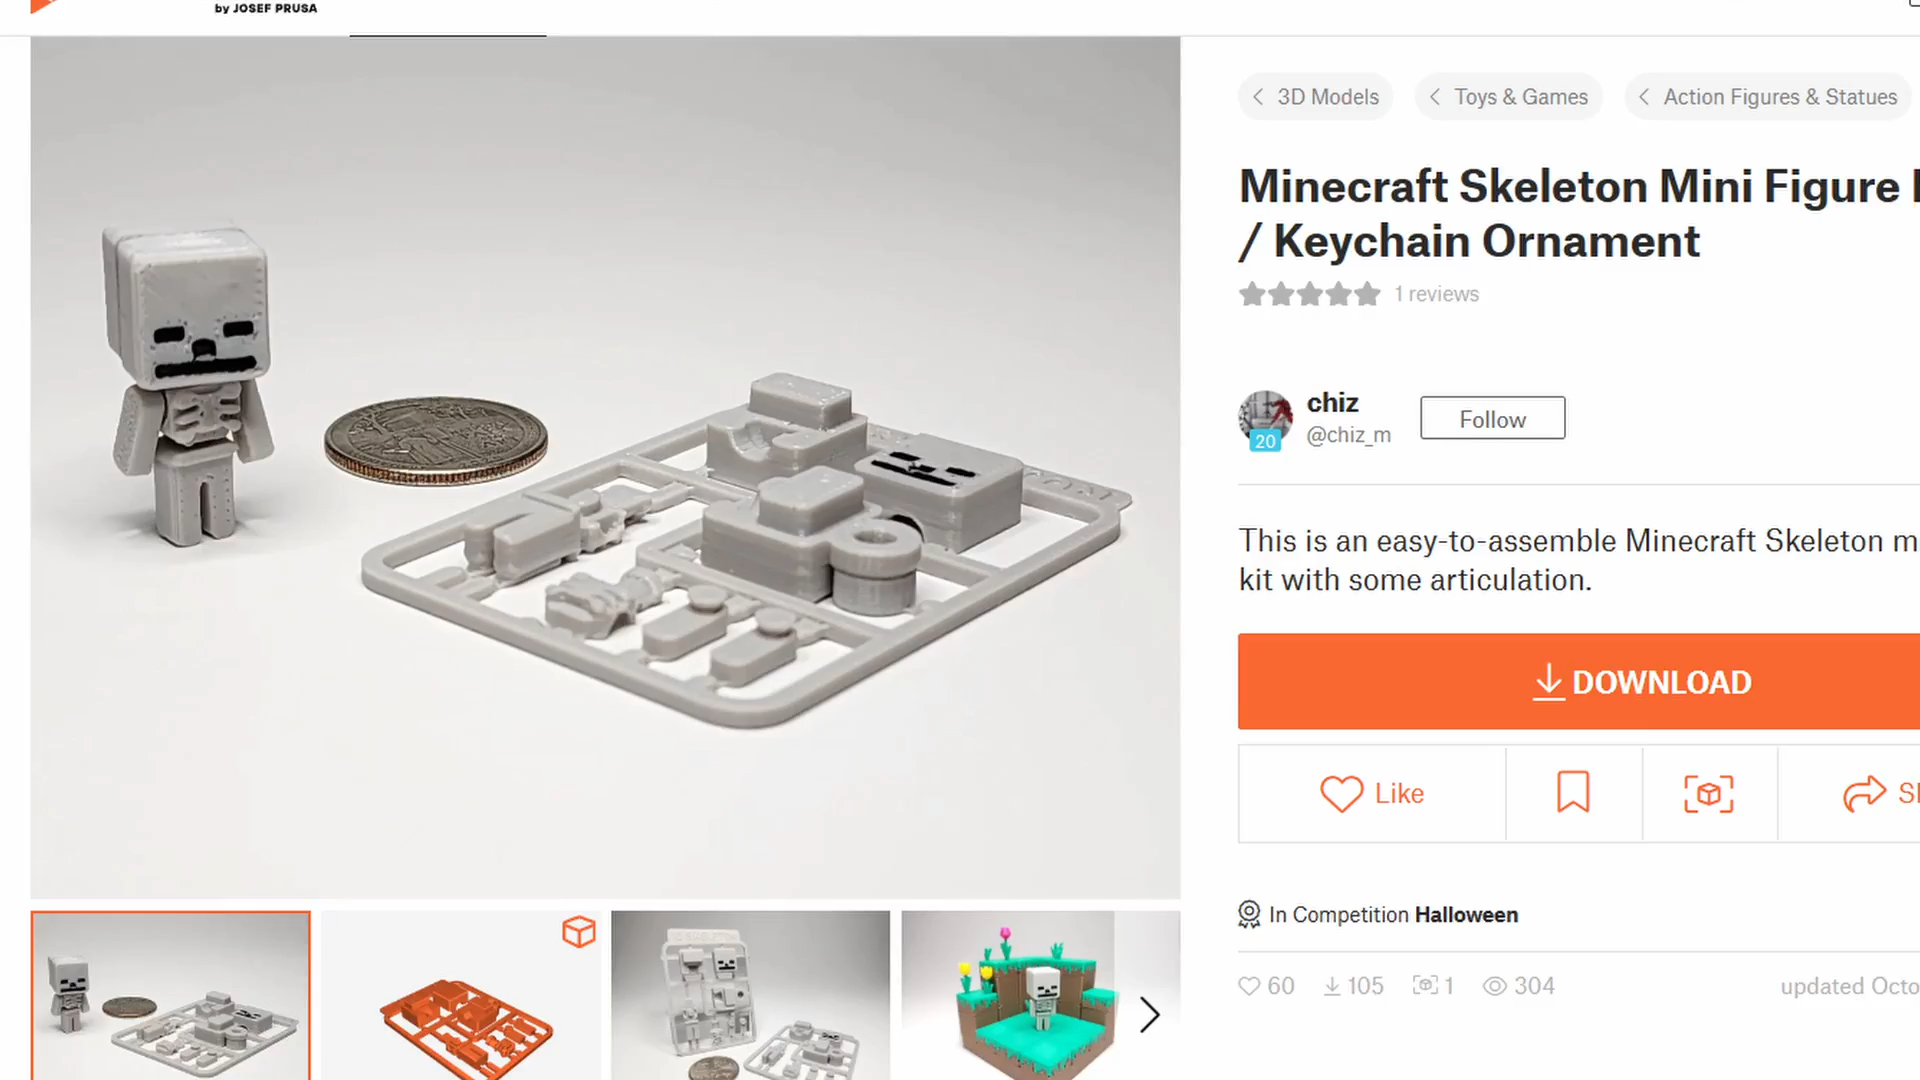 by JOSEF PRUSA
3D Models
Toys & Games
Action Figures & Statues
Minecraft Skeleton Mini Figure
/ Keychain Ornament
1 reviews
chiz
@chiz_m
20
Follow
This is an easy-to-assemble Minecraft Skeleton m
kit with some articulation.
DOWNLOAD
Like
In Competition Halloween
60
105
1
304
updated Octo